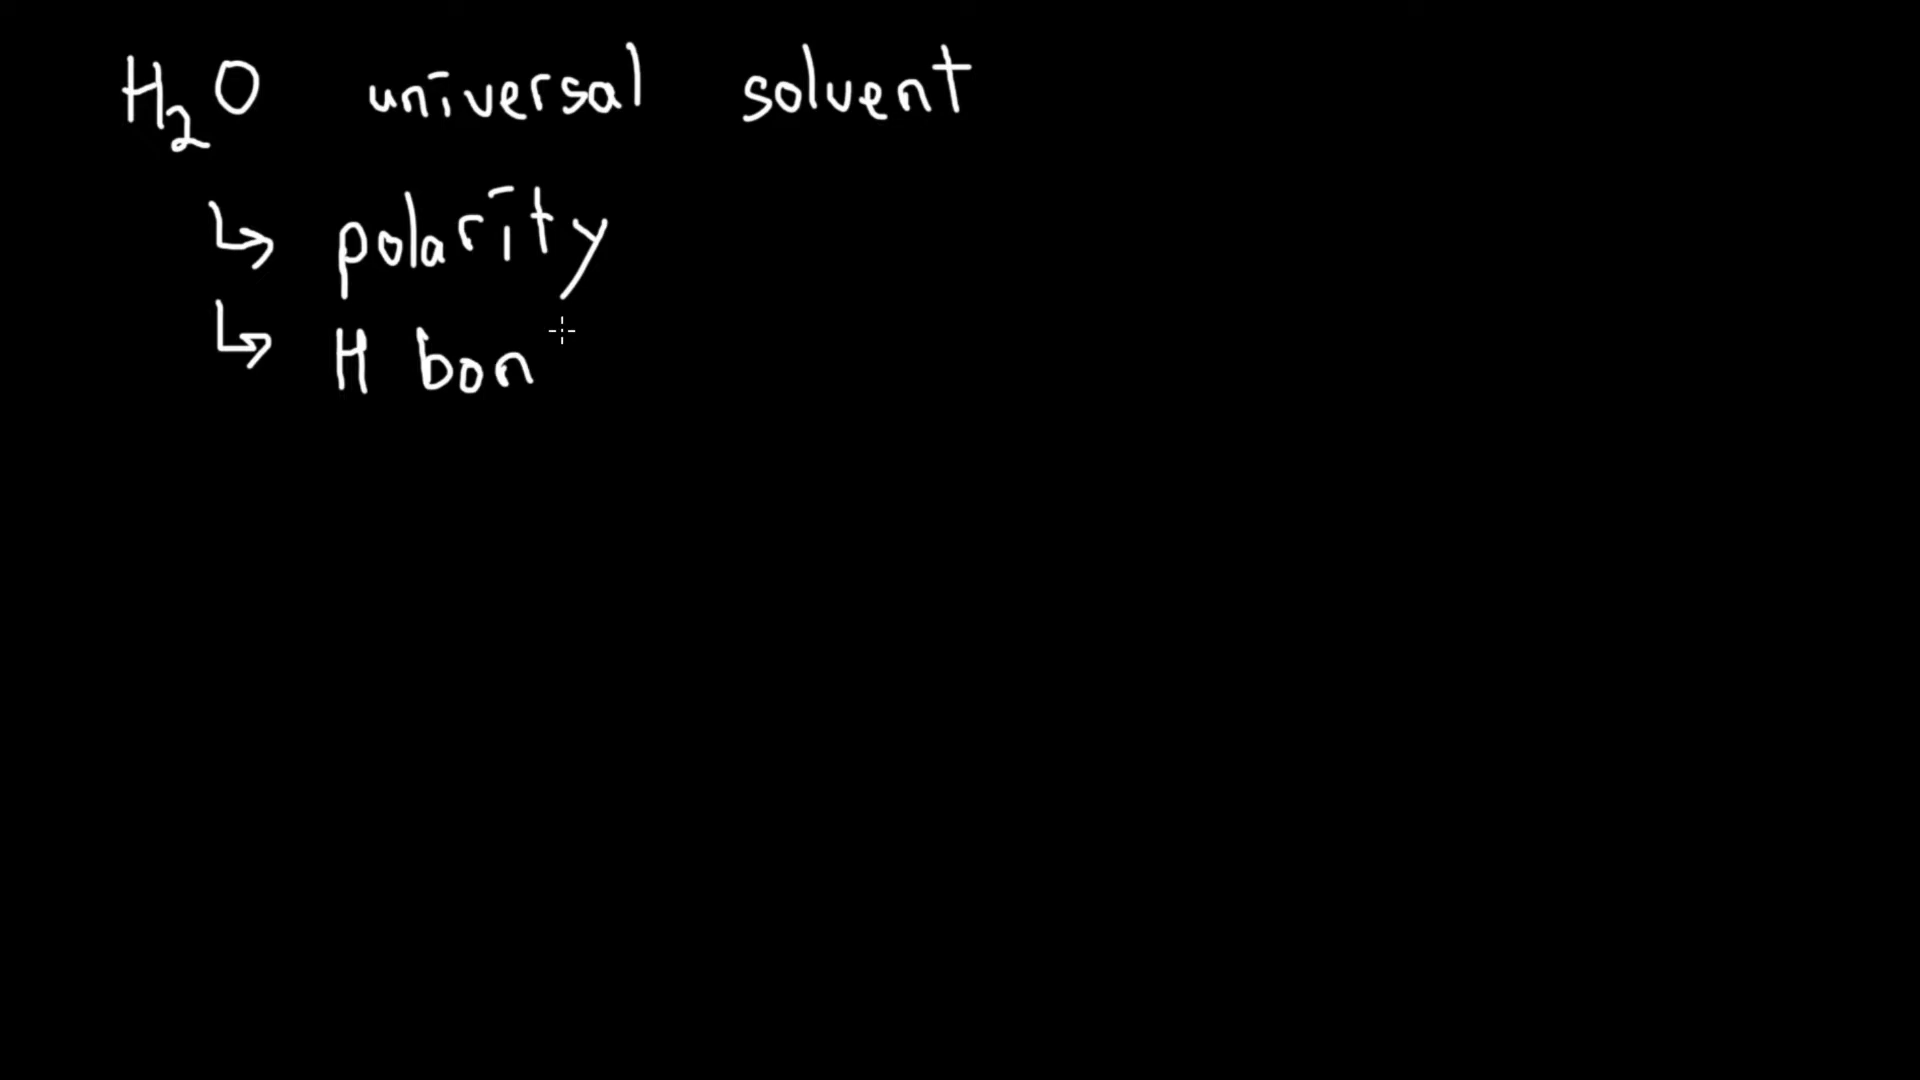 H₂O universal solvent
↳ polarity
↳ H bon